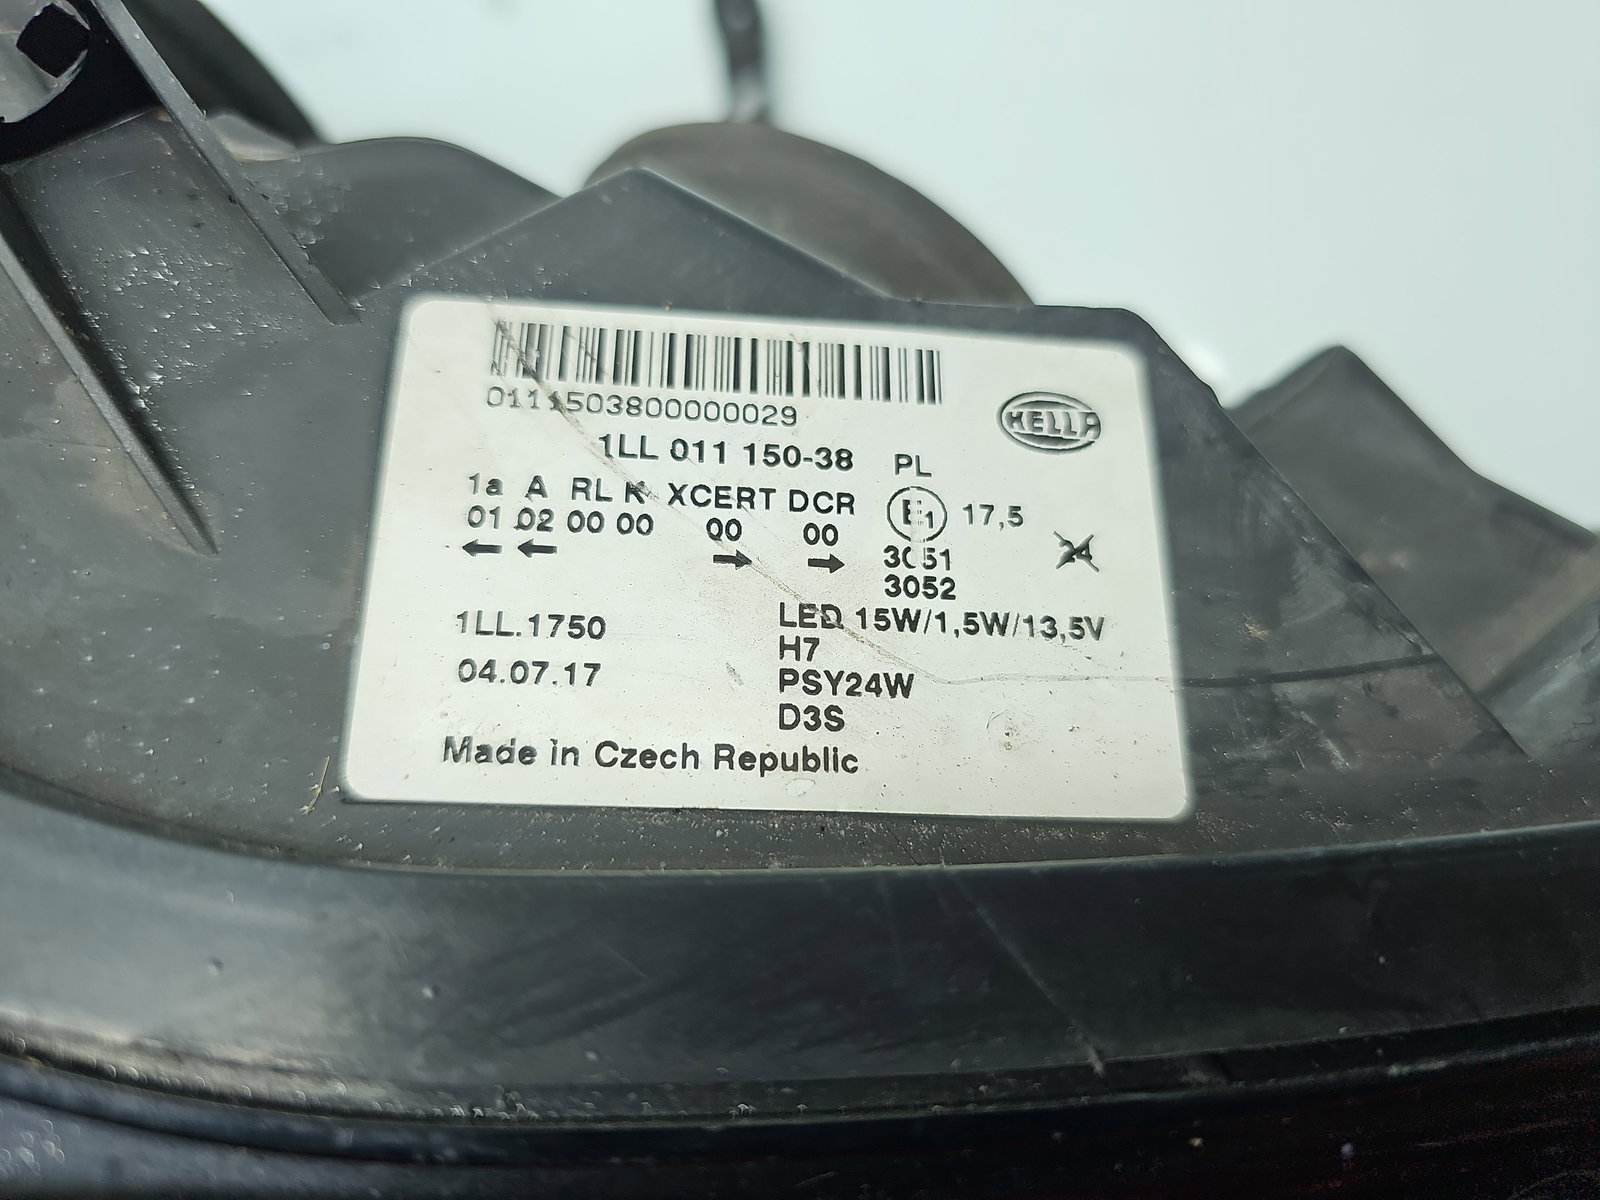 0111503800000029
HELLA
1LL 011 150-38 PL
1a A RL K XCERT DCR E1 17,5
01 02 00 00 00 00
24
3051
3052
1LL.1750
LED 15W/1,5W/13,5V
H7
04.07.17
PSY24W
D3S
Made in Czech Republic